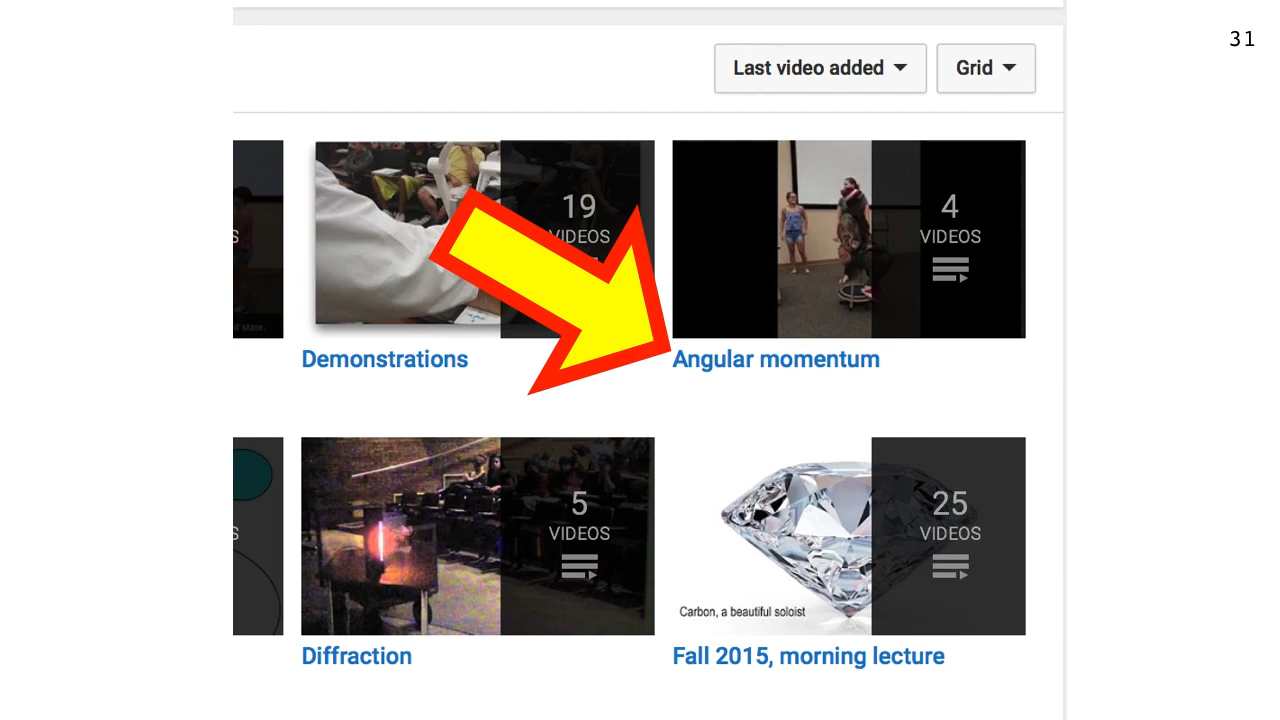 31
Last video added
Grid
19
VIDEOS
4
VIDEOS
S
d state.
Demonstrations
Angular momentum
5
VIDEOS
25
VIDEOS
S
Carbon, a beautiful soloist
Diffraction
Fall 2015, morning lecture